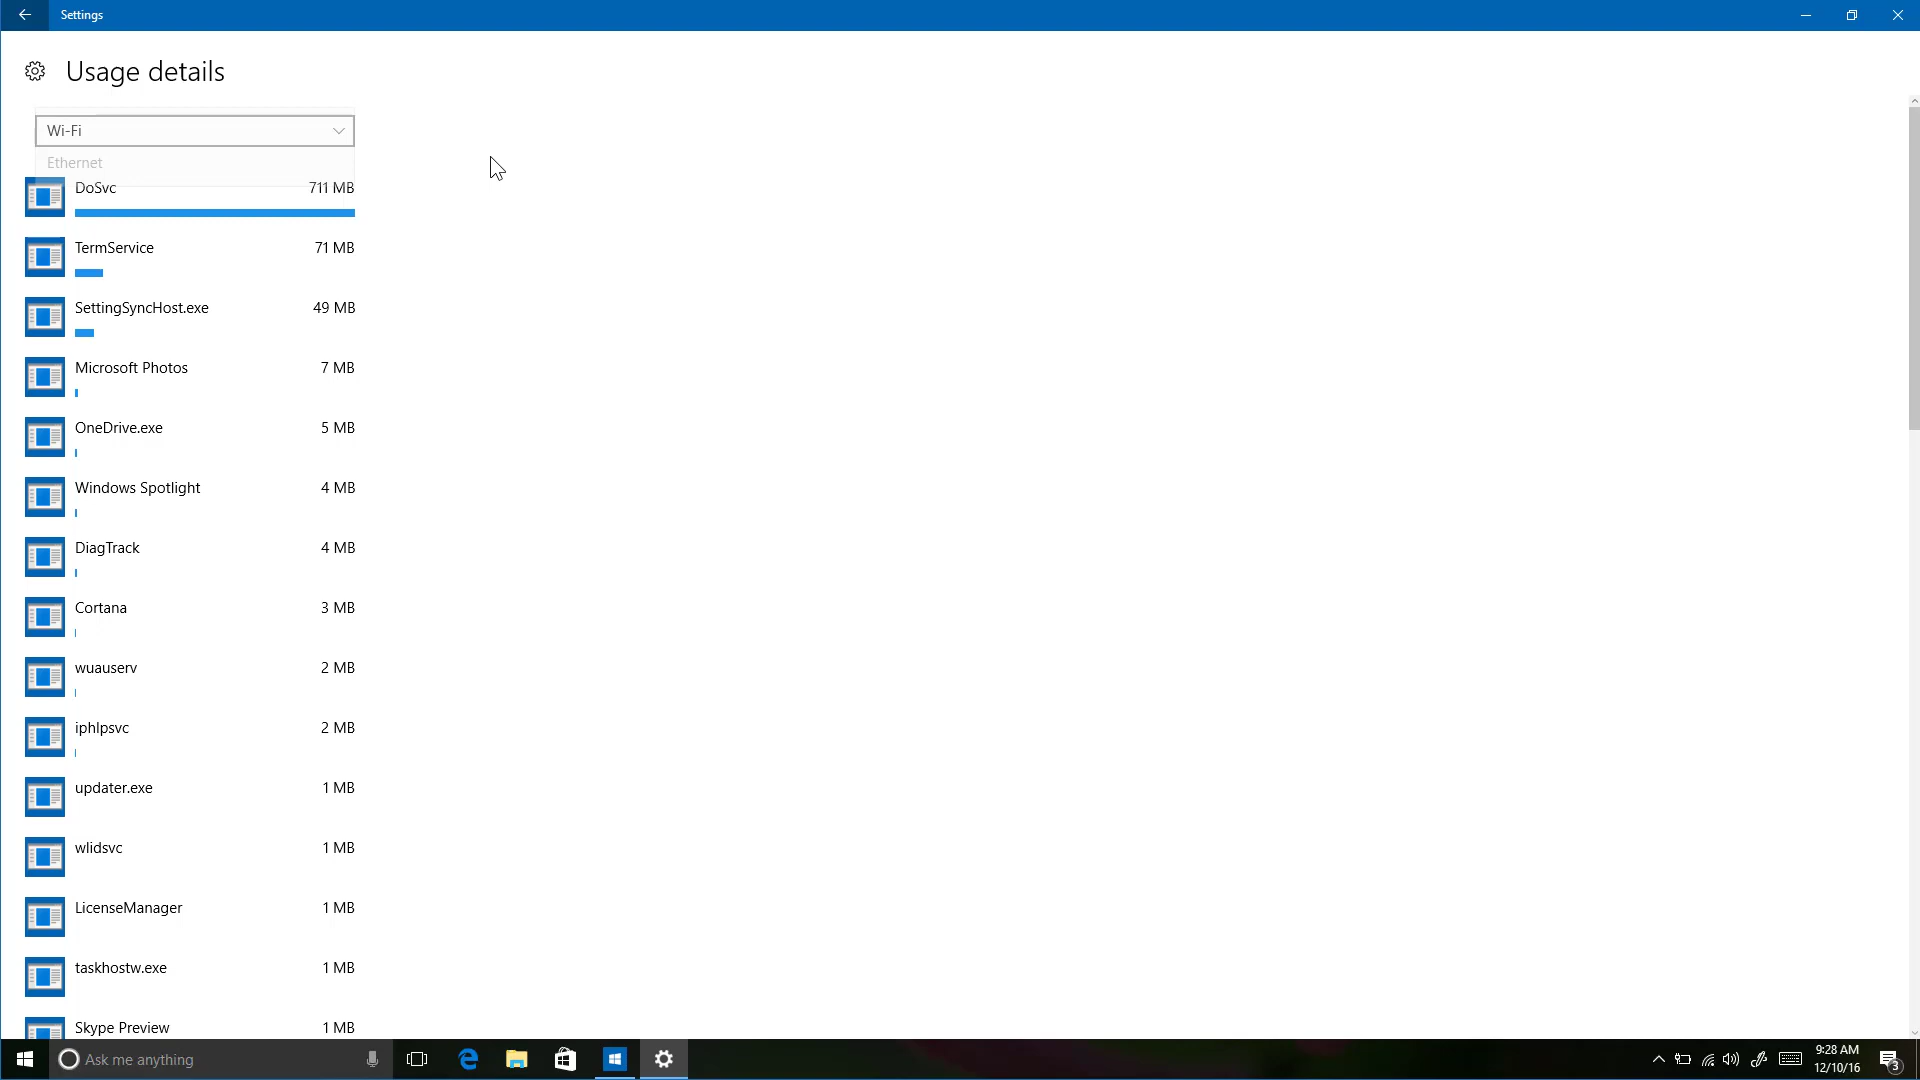 Settings
Usage details
Wi-Fi
Ethernet
DoSvc 711 MB
TermService 71 MB
SettingSyncHost.exe 49 MB
Microsoft Photos 7 MB
OneDrive.exe 5 MB
Windows Spotlight 4 MB
DiagTrack 4 MB
Cortana 3 MB
wuauserv 2 MB
iphlpsvc 2 MB
updater.exe 1 MB
wlidsvc 1 MB
LicenseManager 1 MB
taskhostw.exe 1 MB
Skype Preview 1 MB
Ask me anything
9:28 AM
12/10/16
3